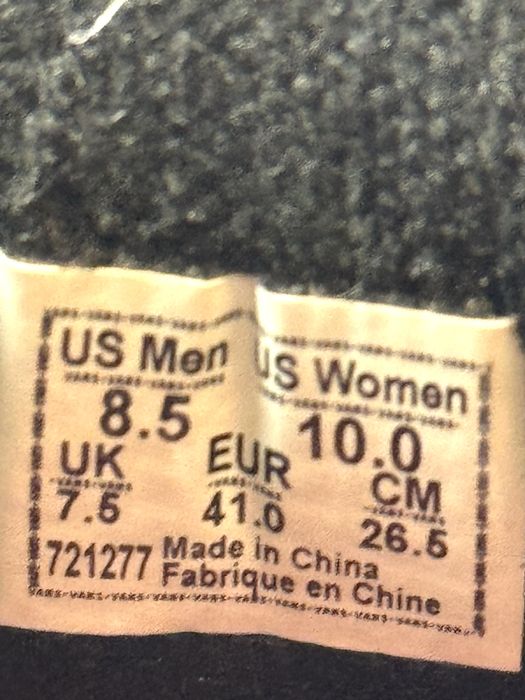 US Men US Women
8.5 10.0
UK EUR CM
7.5 41.0 26.5
721277 Made in China
Fabrique en Chine